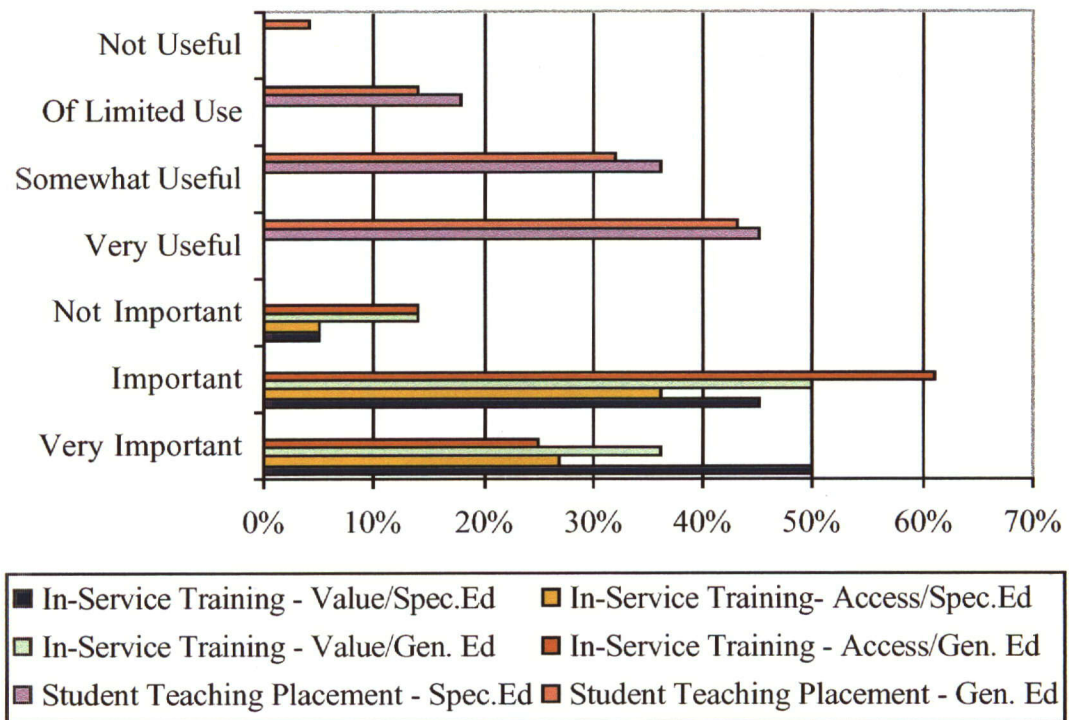 Not Useful
Of Limited Use
Somewhat Useful
Very Useful
Not Important
Important
Very Important
0% 10% 20% 30% 40% 50% 60% 70%
In-Service Training - Value/Spec.Ed In-Service Training- Access/Spec.Ed
In-Service Training - Value/Gen. Ed In-Service Training - Access/Gen. Ed
Student Teaching Placement - Spec.Ed Student Teaching Placement - Gen. Ed